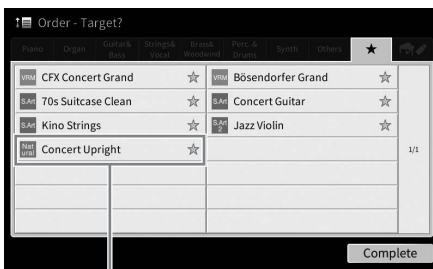 Order - Target?
Piano Organ Guitar& Bass Strings& Vocal Brass& Woodwind Perc. & Drums Synth Others ★
VRM CFX Concert Grand ☆ VRM Bösendorfer Grand ☆
S.Art 70s Suitcase Clean ☆ S.Art Concert Guitar ☆
S.Art Kino Strings ☆ S.Art 2 Jazz Violin ☆
Nat ural Concert Upright ☆
1/1
Complete